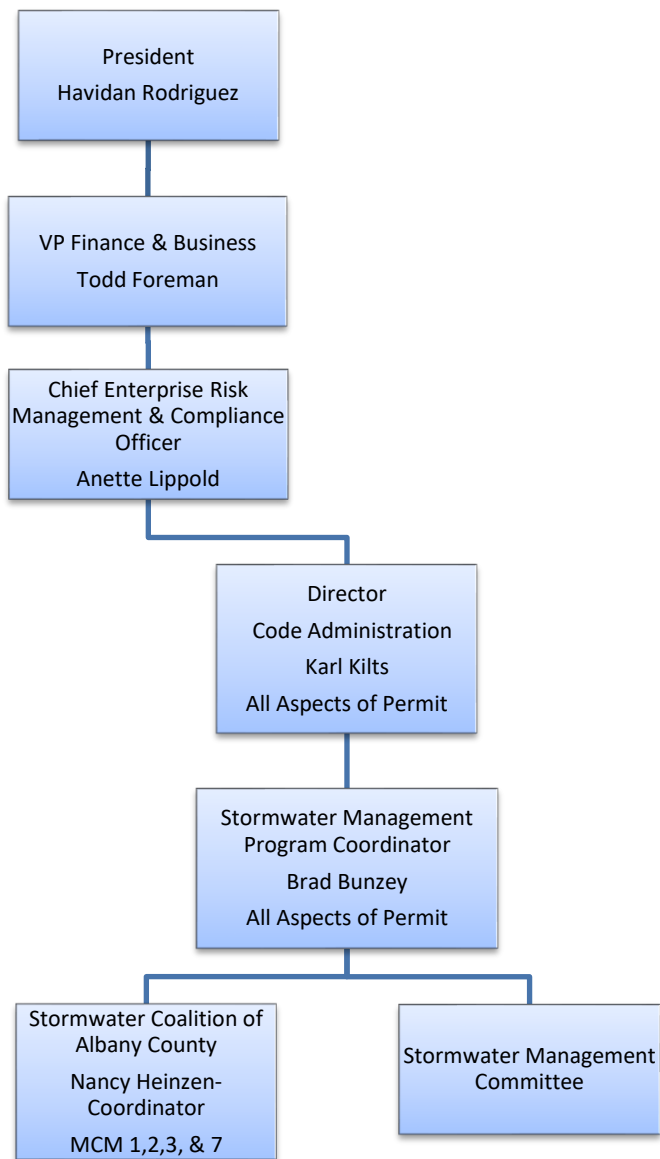 President
Havidan Rodriguez
VP Finance & Business
Todd Foreman
Chief Enterprise Risk
Management & Compliance
Officer
Anette Lippold
Director
Code Administration
Karl Kilts
All Aspects of Permit
Stormwater Management
Program Coordinator
Brad Bunzey
All Aspects of Permit
Stormwater Coalition of
Albany County
Nancy Heinzen-
Coordinator
MCM 1,2,3, & 7
Stormwater Management
Committee